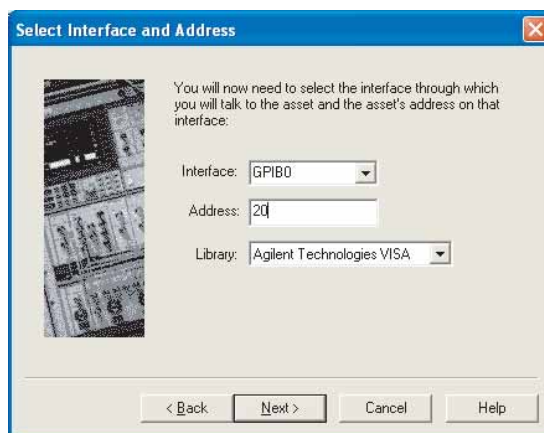 Select Interface and Address
You will now need to select the interface through which
you will talk to the asset and the asset's address on that
interface:
Interface: GPIB0
Address: 20
Library: Agilent Technologies VISA
< Back Next > Cancel Help